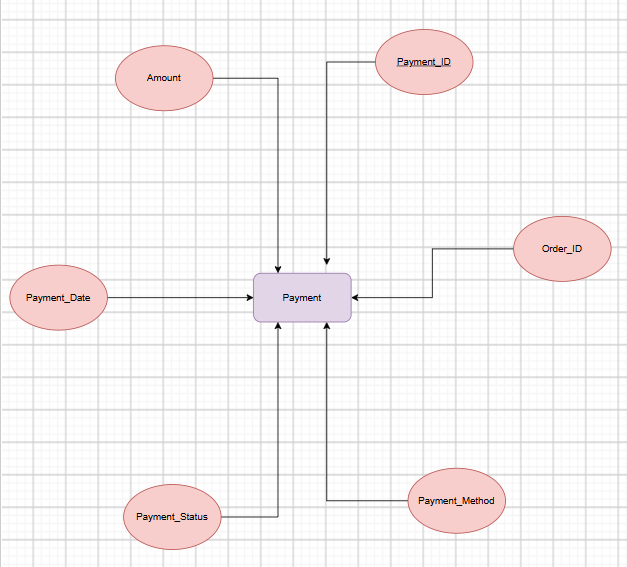 Payment_ID
Amount
Order_ID
Payment_Date
Payment
Payment_Method
Payment_Status